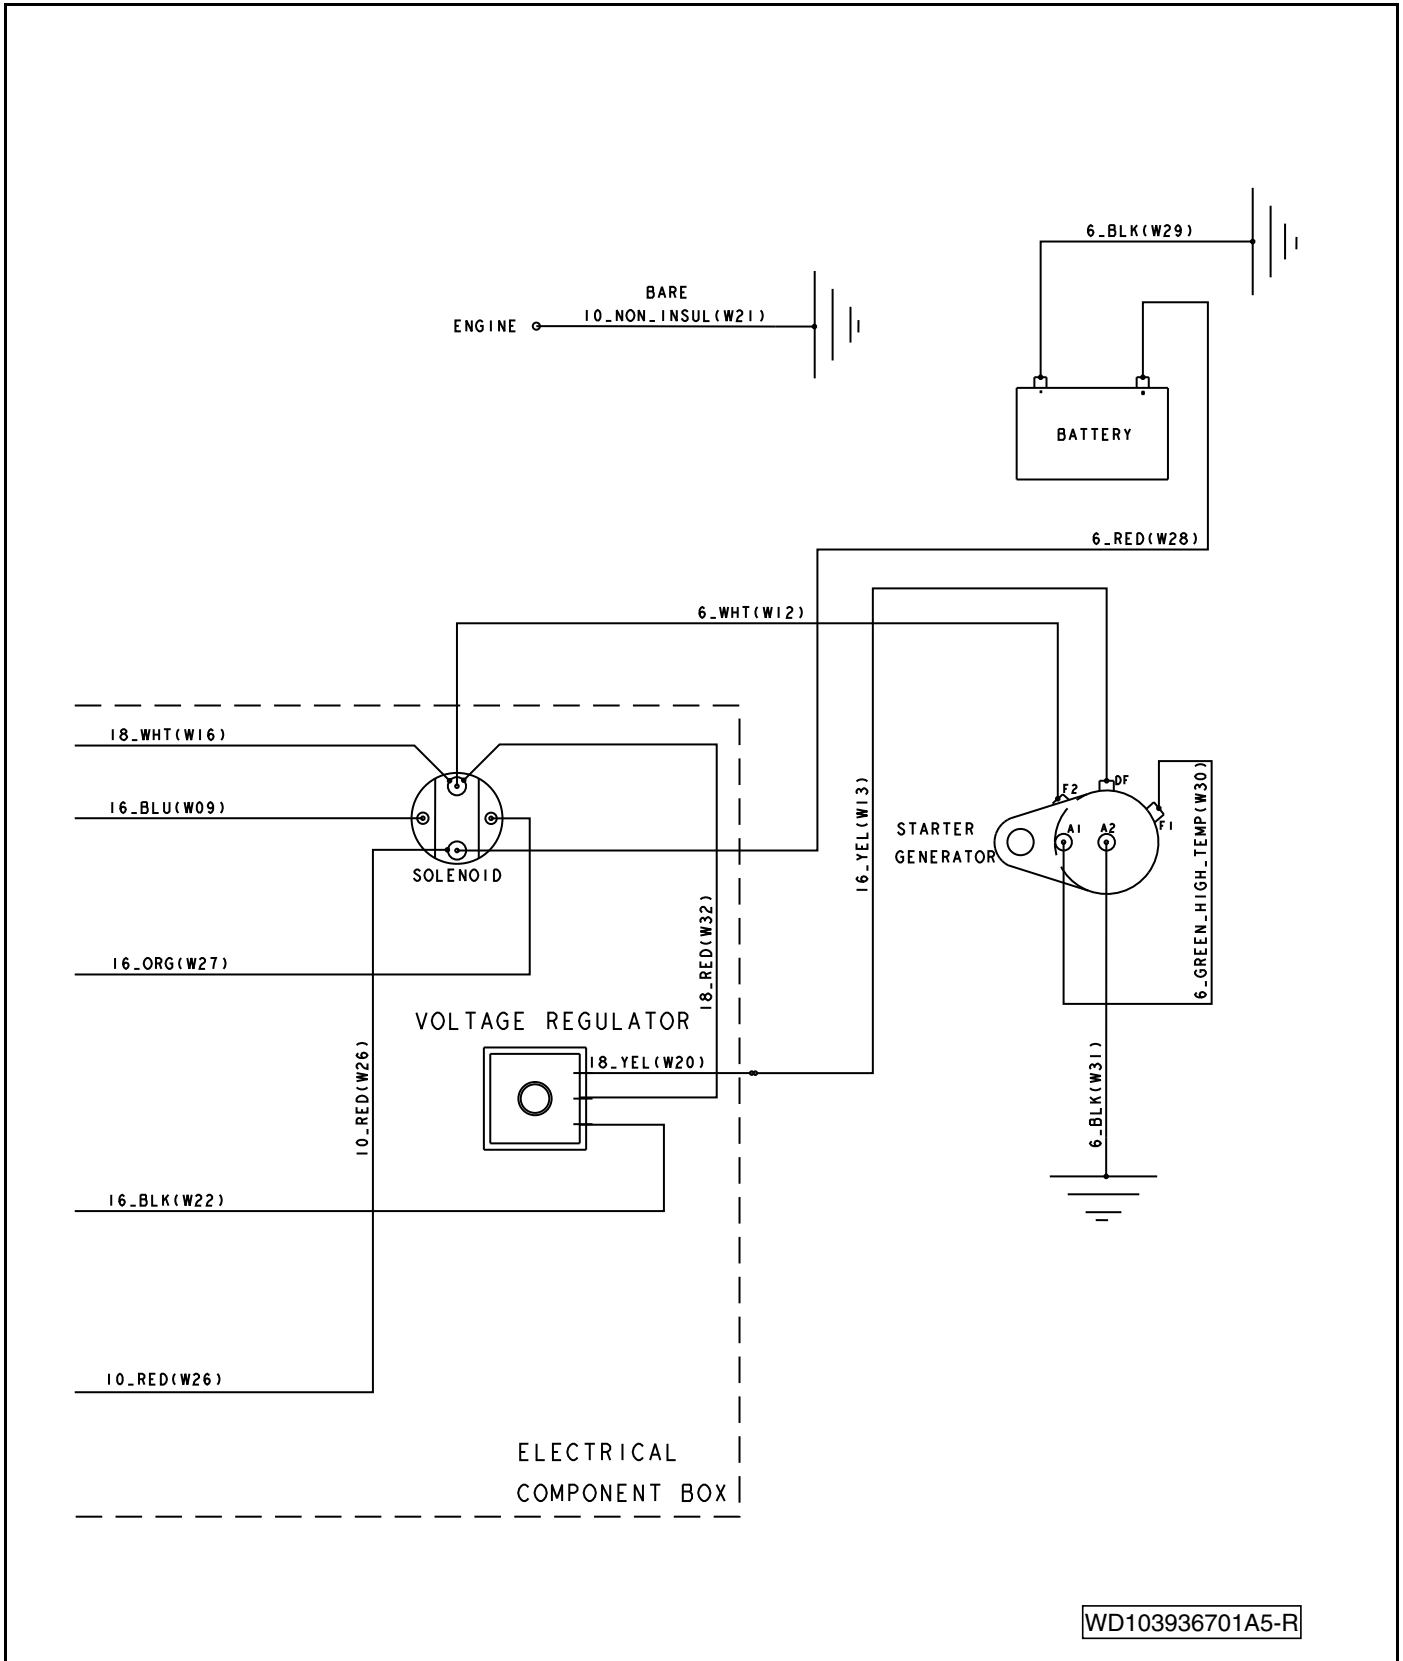 6_BLK(W29)
BARE
10_NON_INSUL(W21)
ENGINE
BATTERY
6_RED(W28)
6_WHT(W12)
18_WHT(W16)
16_BLU(W09)
SOLENOID
16_YEL(W13)
F2
DF
F1
A1
A2
STARTER
GENERATOR
6_GREEN_HIGH_TEMP(W30)
16_ORG(W27)
18_RED(W32)
VOLTAGE REGULATOR
18_YEL(W20)
10_RED(W26)
6_BLK(W31)
16_BLK(W22)
10_RED(W26)
ELECTRICAL
COMPONENT BOX
WD103936701A5-R